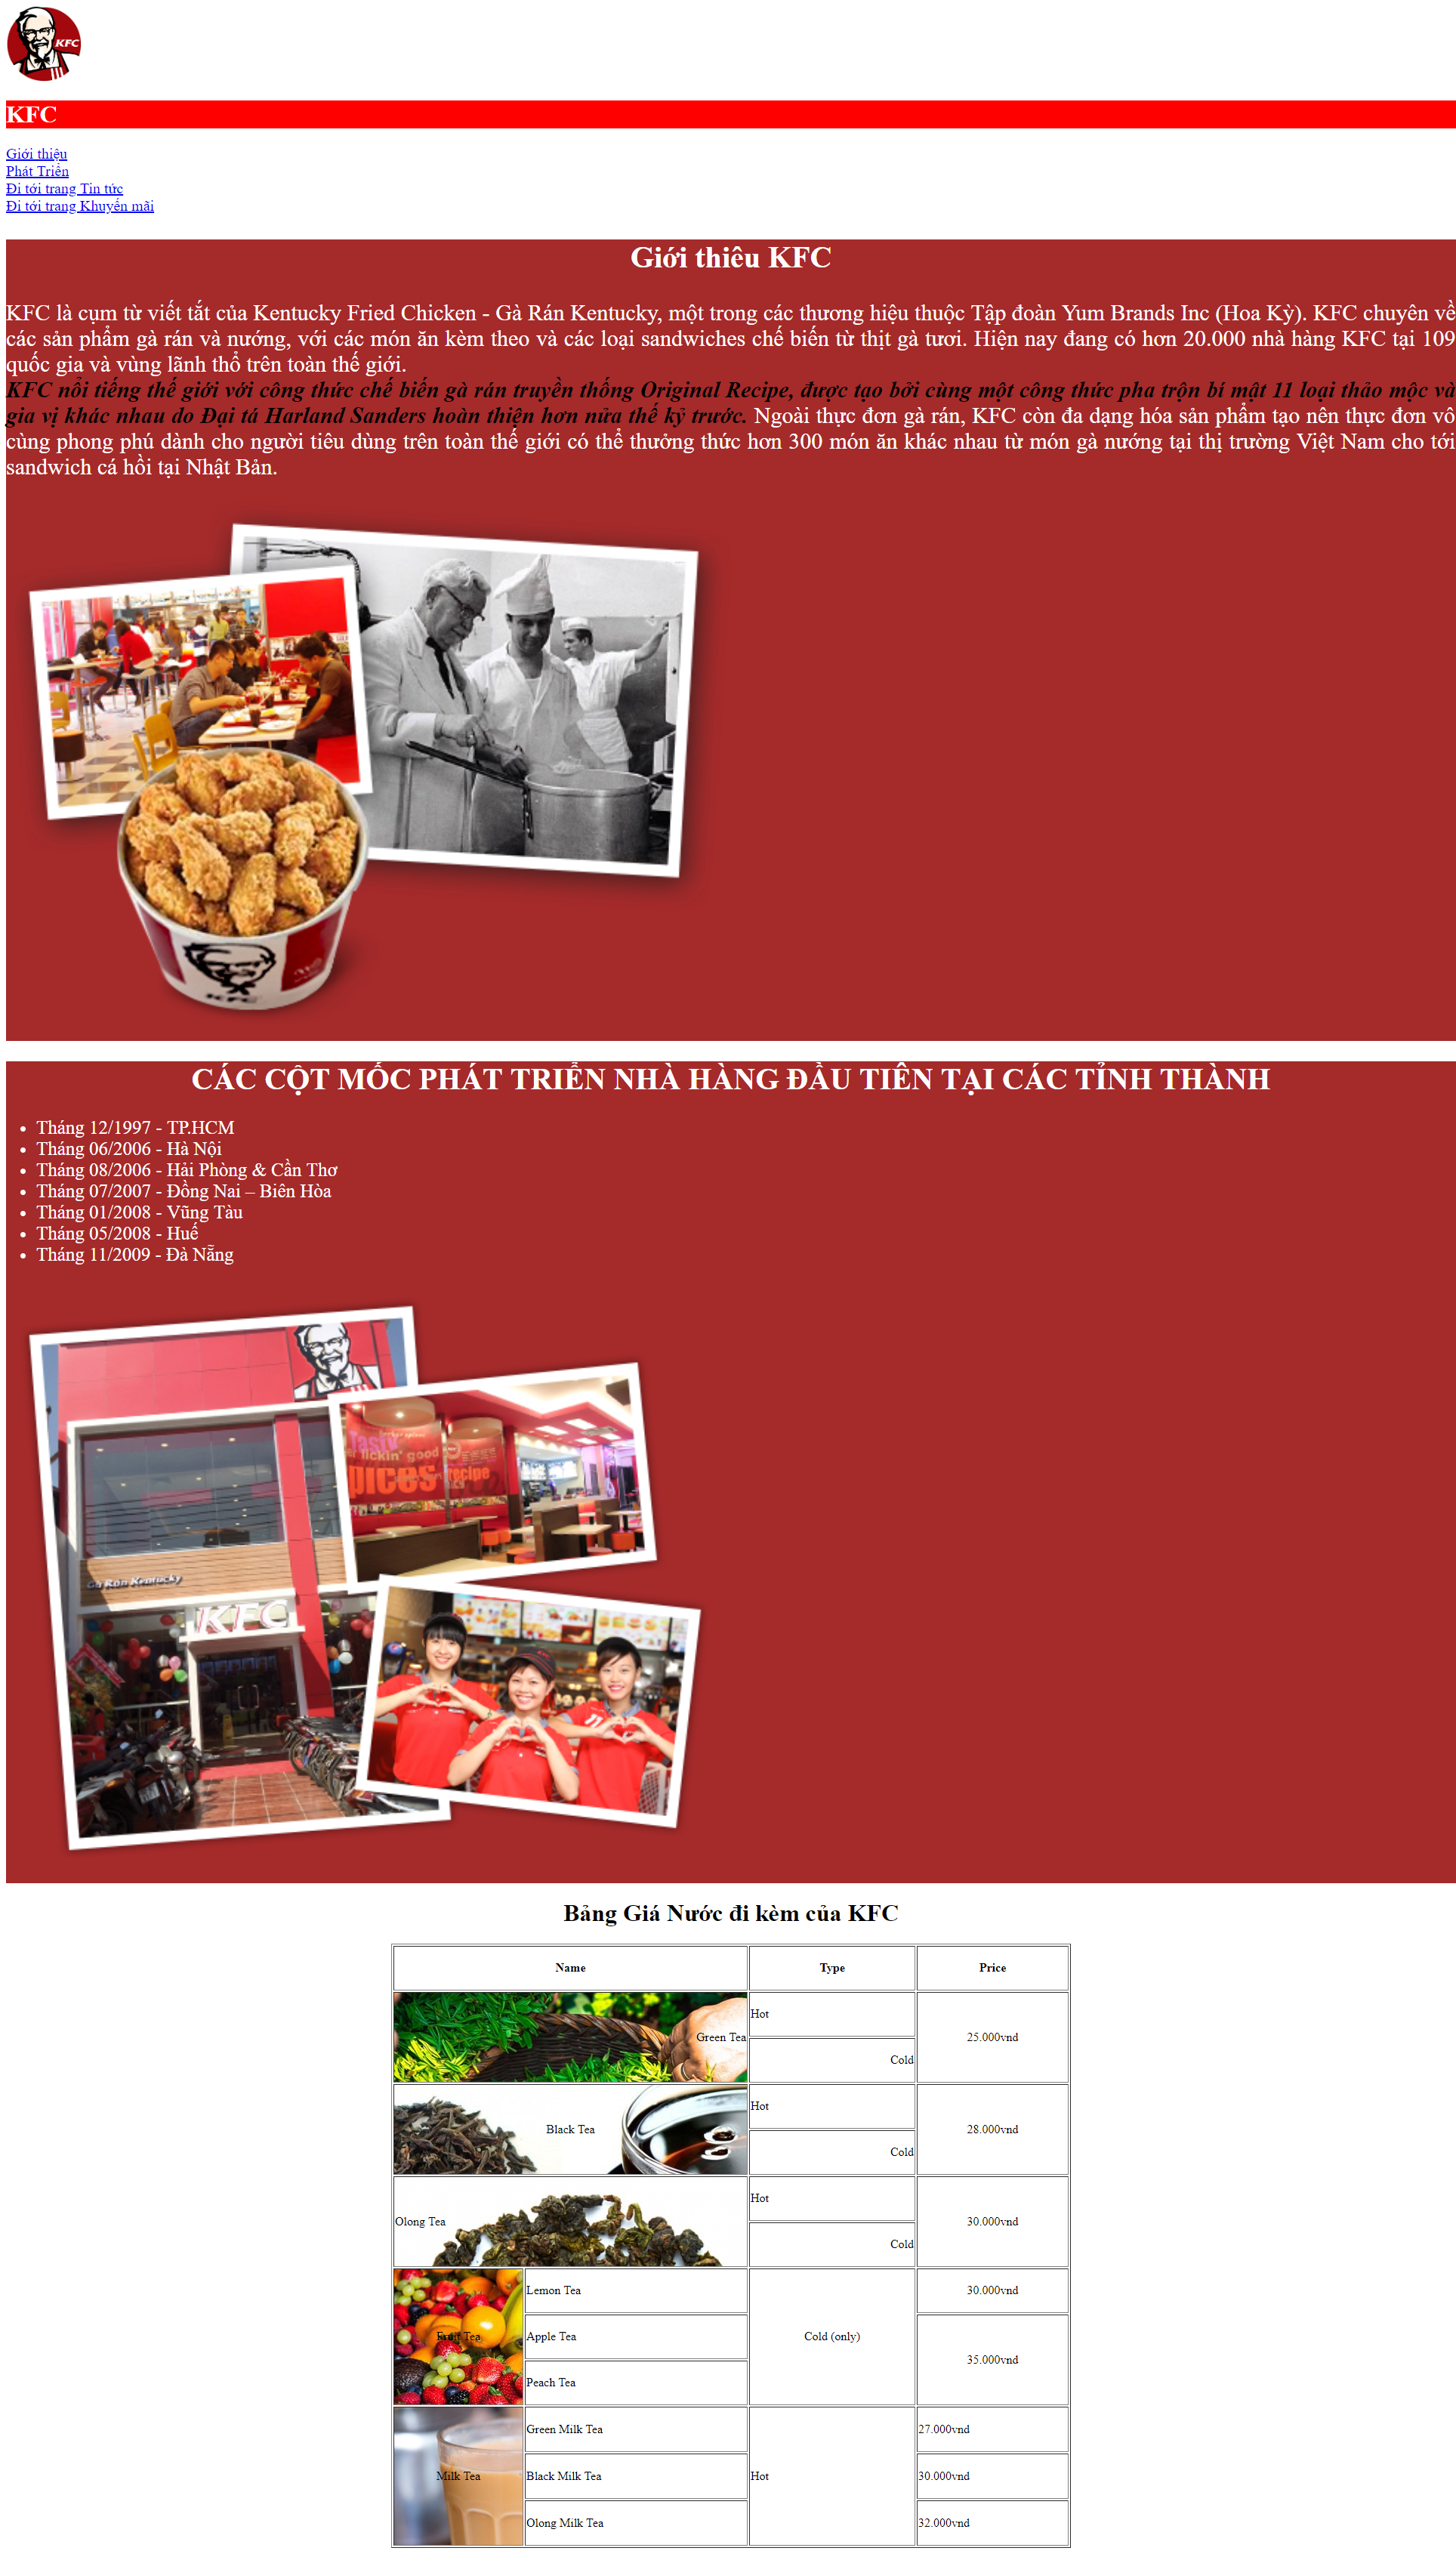 KFC
KFC
Giới thiệu
Phát Triển
Đi tới trang Tin tức
Đi tới trang Khuyến mãi
Giới thiêu KFC
KFC là cụm từ viết tắt của Kentucky Fried Chicken - Gà Rán Kentucky, một trong các thương hiệu thuộc Tập đoàn Yum Brands Inc (Hoa Kỳ). KFC chuyên về
các sản phẩm gà rán và nướng, với các món ăn kèm theo và các loại sandwiches chế biến từ thịt gà tươi. Hiện nay đang có hơn 20.000 nhà hàng KFC tại 109
quốc gia và vùng lãnh thổ trên toàn thế giới.
KFC nổi tiếng thế giới với công thức chế biến gà rán truyền thống Original Recipe, được tạo bởi cùng một công thức pha trộn bí mật 11 loại thảo mộc và
gia vị khác nhau do Đại tá Harland Sanders hoàn thiện hơn nửa thế kỷ trước. Ngoài thực đơn gà rán, KFC còn đa dạng hóa sản phẩm tạo nên thực đơn vô
cùng phong phú dành cho người tiêu dùng trên toàn thế giới có thể thưởng thức hơn 300 món ăn khác nhau từ món gà nướng tại thị trường Việt Nam cho tới
sandwich cá hồi tại Nhật Bản.
KFC
CÁC CỘT MỐC PHÁT TRIỂN NHÀ HÀNG ĐẦU TIÊN TẠI CÁC TỈNH THÀNH
• Tháng 12/1997 - TP.HCM
• Tháng 06/2006 - Hà Nội
• Tháng 08/2006 - Hải Phòng & Cần Thơ
• Tháng 07/2007 - Đồng Nai – Biên Hòa
• Tháng 01/2008 - Vũng Tàu
• Tháng 05/2008 - Huế
• Tháng 11/2009 - Đà Nẵng
Tasty
lickin' good
pices recipe
Gà Rán Kentucky
KFC
Bảng Giá Nước đi kèm của KFC
Name Type Price
Green Tea Hot 25.000vnd
Cold
Black Tea Hot 28.000vnd
Cold
Olong Tea Hot 30.000vnd
Cold
Fruit Tea Lemon Tea Cold (only) 30.000vnd
Apple Tea 35.000vnd
Peach Tea
Milk Tea Green Milk Tea Hot 27.000vnd
Black Milk Tea 30.000vnd
Olong Milk Tea 32.000vnd